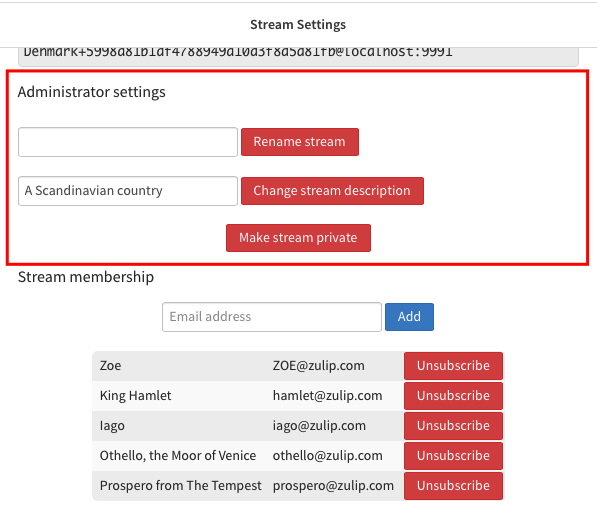 Stream Settings
Denmark+5998d81b1df4788949d10d3f8d5d81fb@localhost:9991
Administrator settings
Rename stream
A Scandinavian country Change stream description
Make stream private
Stream membership
Email address Add
Zoe ZOE@zulip.com Unsubscribe
King Hamlet hamlet@zulip.com Unsubscribe
Iago iago@zulip.com Unsubscribe
Othello, the Moor of Venice othello@zulip.com Unsubscribe
Prospero from The Tempest prospero@zulip.com Unsubscribe